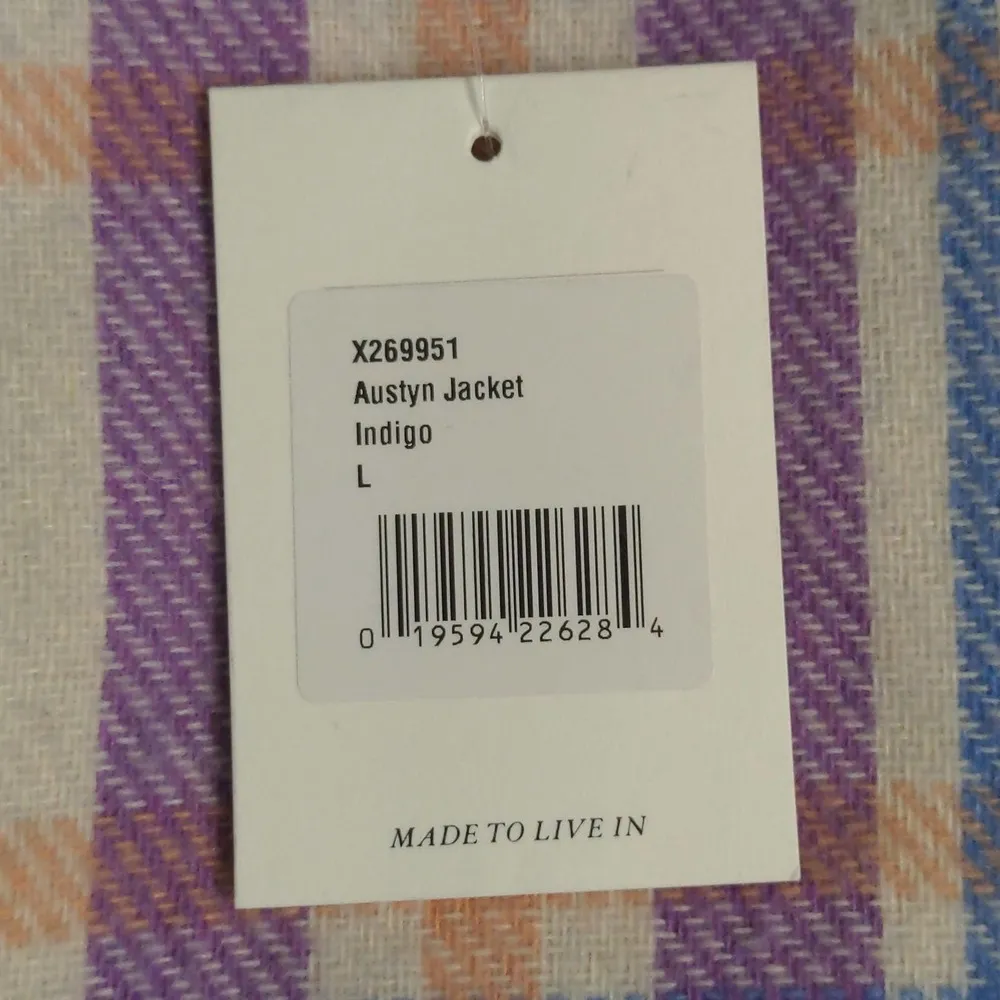 X269951
Austyn Jacket
Indigo
L
0 19594 22628 4
MADE TO LIVE IN